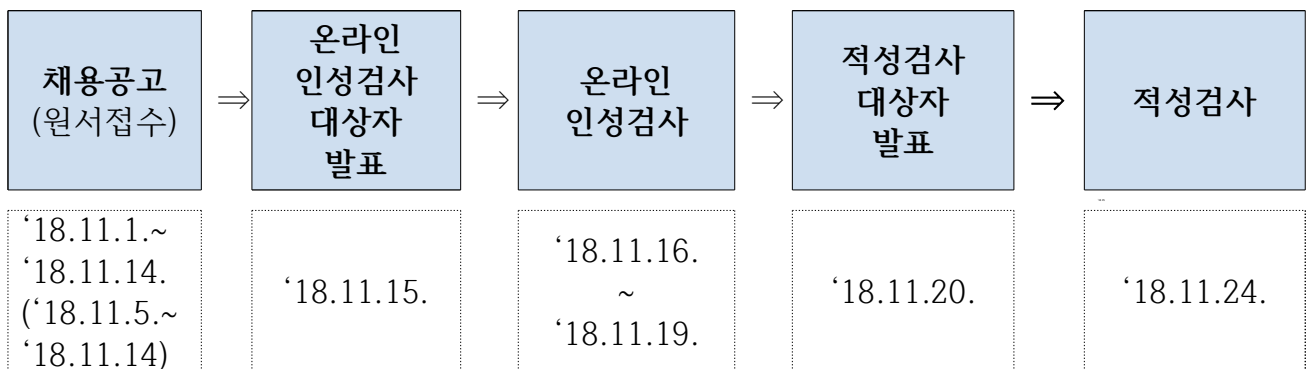 채용공고
(원서접수)
⇒
온라인
인성검사
대상자
발표
⇒
온라인
인성검사
⇒
적성검사
대상자
발표
⇒
적성검사
‘18.11.1.~
‘18.11.14.
(‘18.11.5.~
‘18.11.14)
‘18.11.15.
‘18.11.16.
~
‘18.11.19.
‘18.11.20.
‘18.11.24.